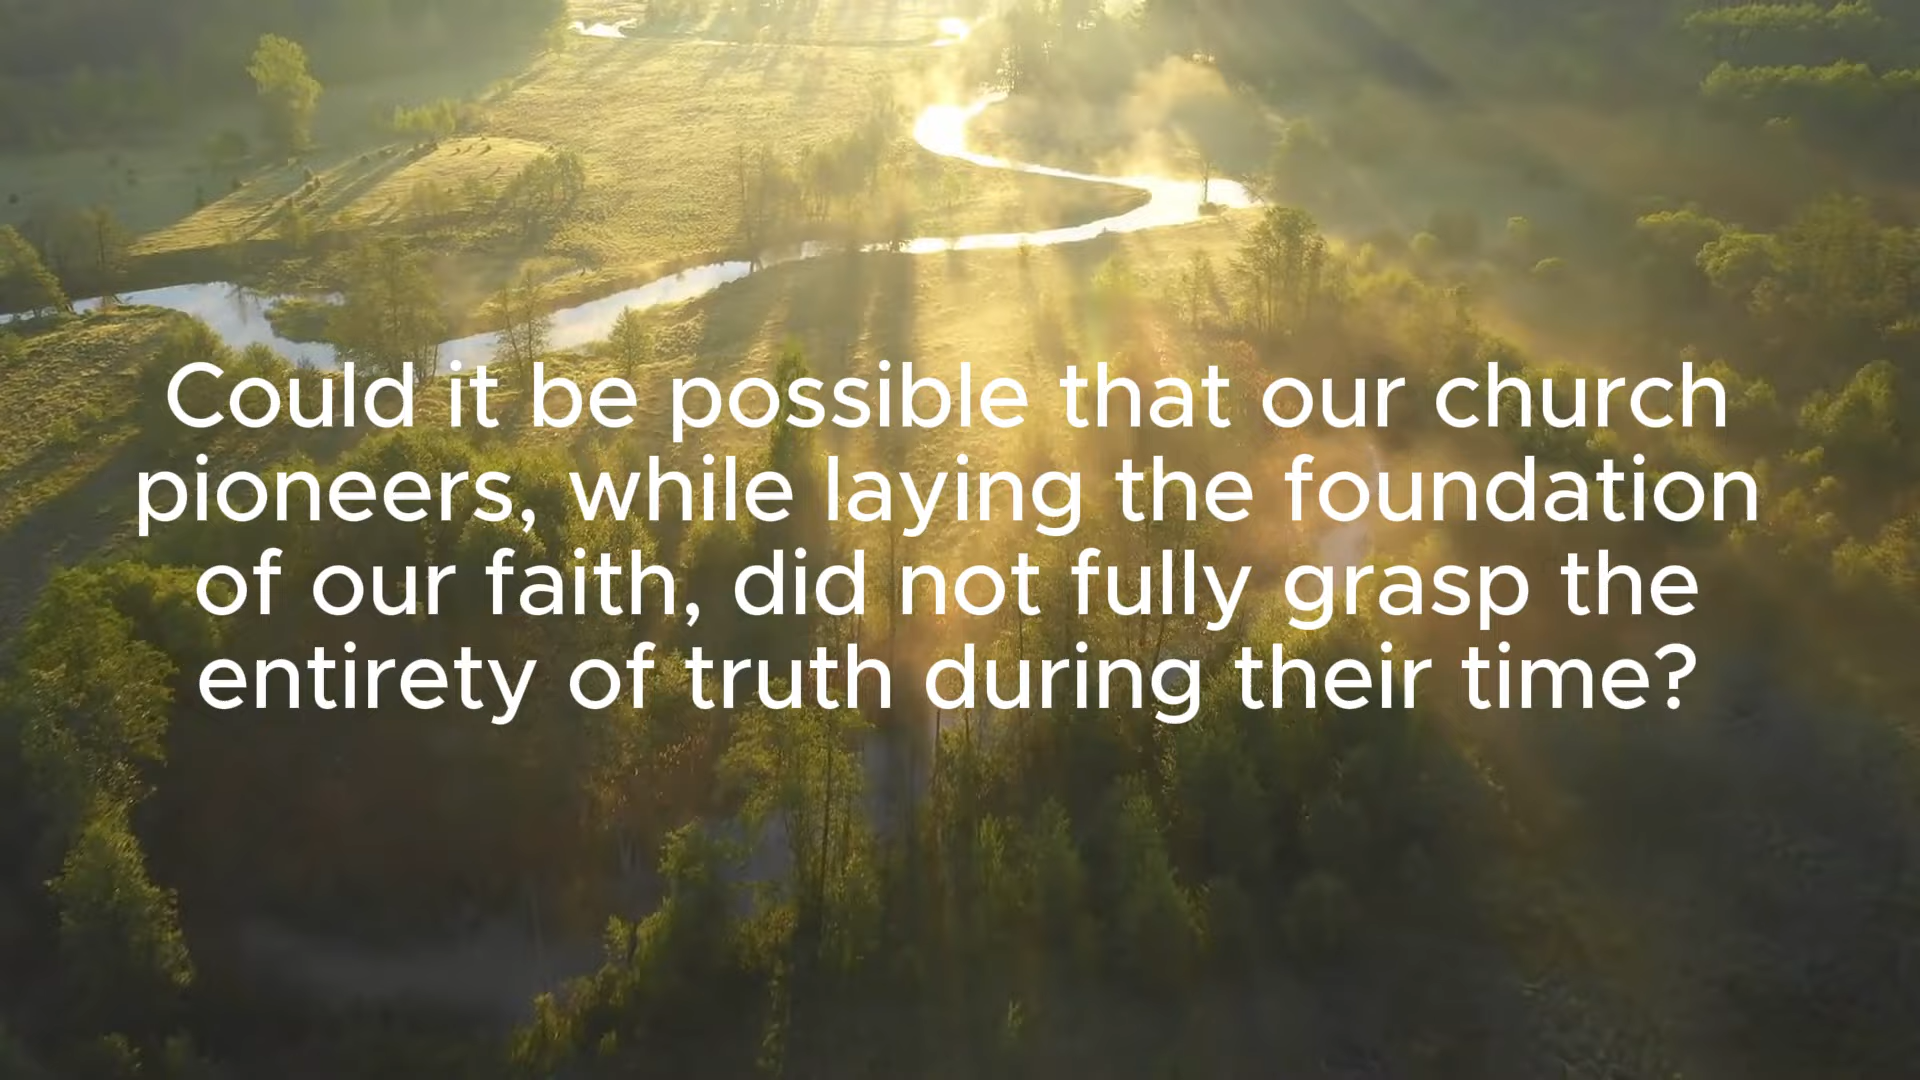 Could it be possible that our church
pioneers, while laying the foundation
of our faith, did not fully grasp the
entirety of truth during their time?